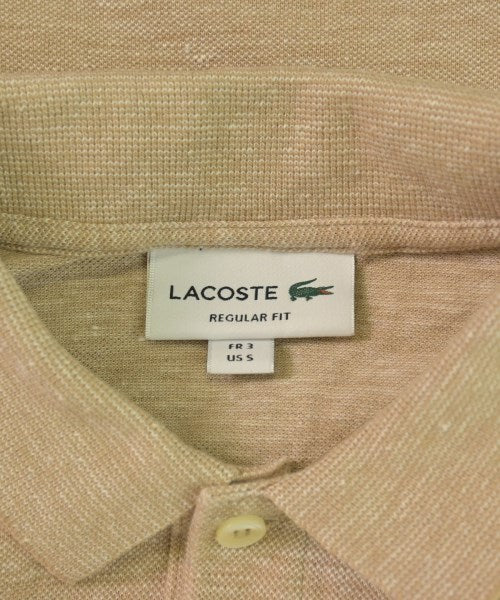 LACOSTE
REGULAR FIT
FR 3
US S